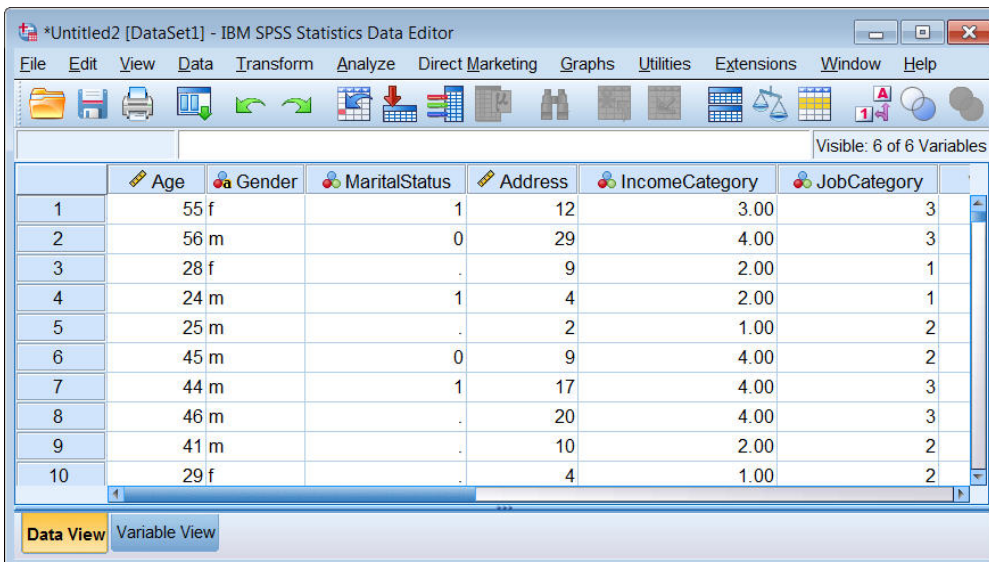 *Untitled2 [DataSet1] - IBM SPSS Statistics Data Editor
File Edit View Data Transform Analyze Direct Marketing Graphs Utilities Extensions Window Help
Visible: 6 of 6 Variables
Age Gender MaritalStatus Address IncomeCategory JobCategory
1 55 f 1 12 3.00 3
2 56 m 0 29 4.00 3
3 28 f . 9 2.00 1
4 24 m 1 4 2.00 1
5 25 m . 2 1.00 2
6 45 m 0 9 4.00 2
7 44 m 1 17 4.00 3
8 46 m . 20 4.00 3
9 41 m . 10 2.00 2
10 29 f . 4 1.00 2
Data View Variable View